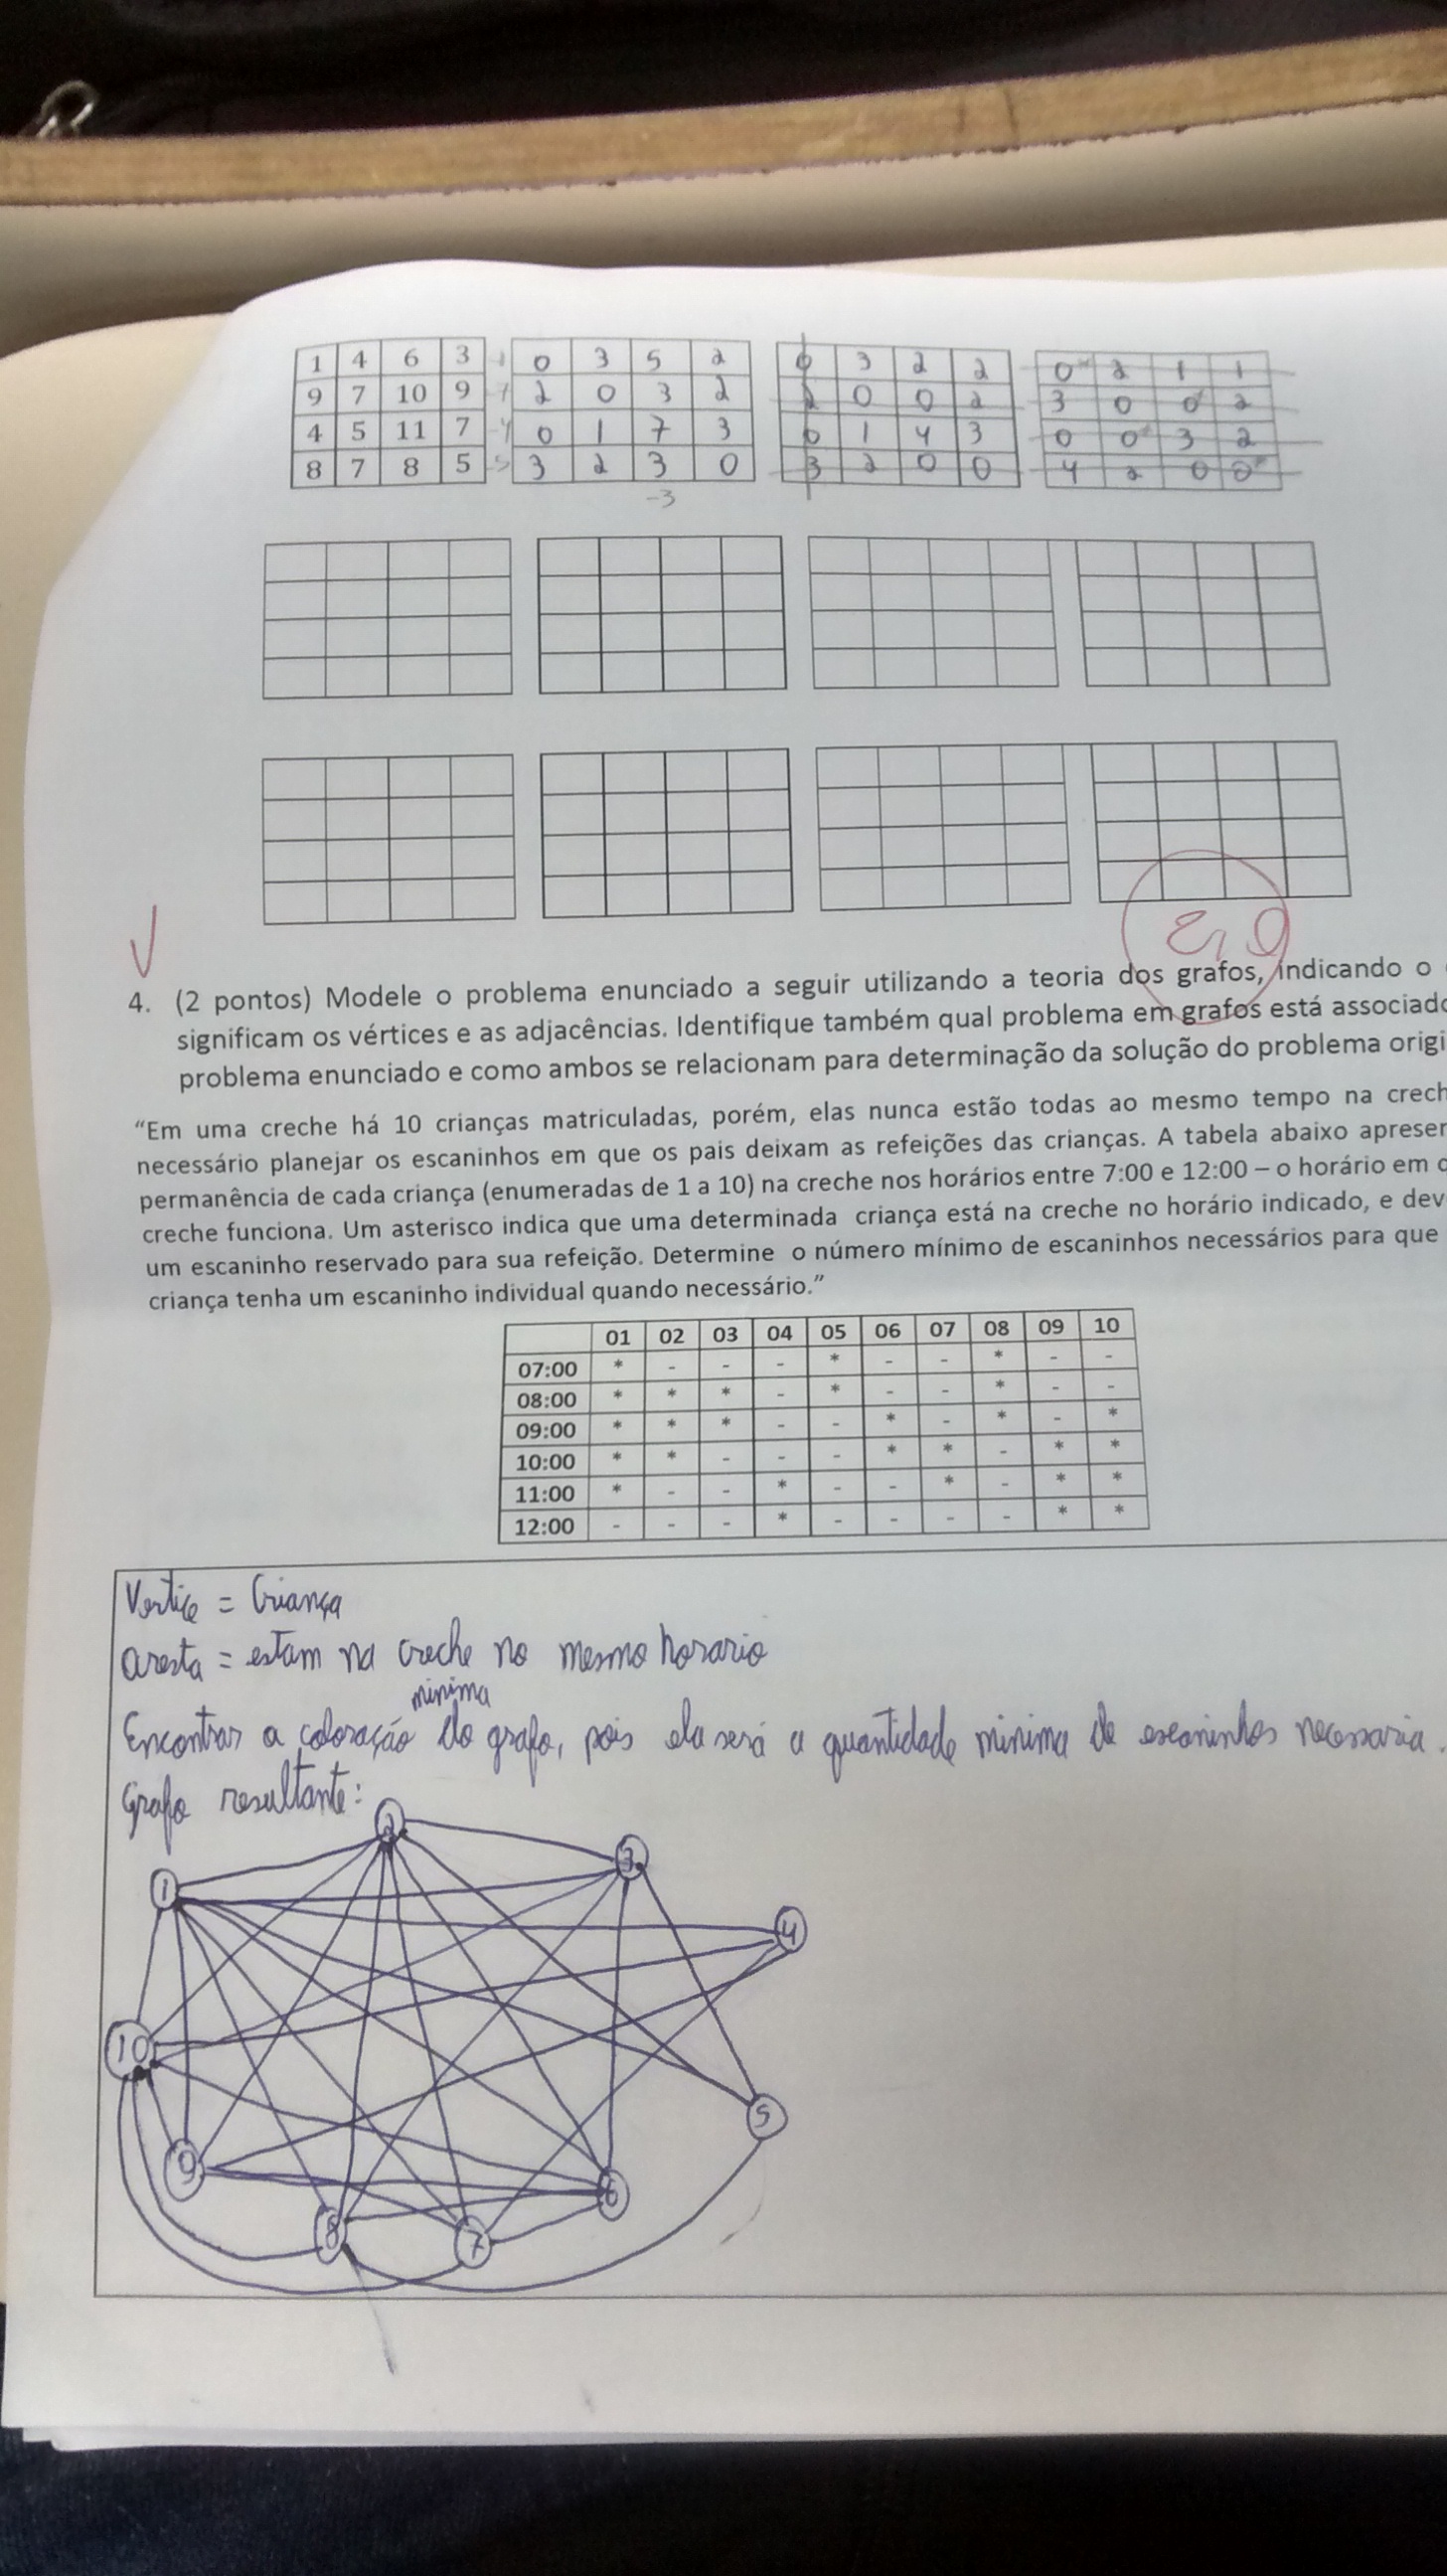 1 4 6 3 -1 0 3 5 2 0 3 2 2 0* 2 1 1
9 7 10 9 -7 2 0 3 2 2 0 0 2 3 0 0* 2
4 5 11 7 -4 0 1 7 3 0 1 4 3 0 0* 3 2
8 7 8 5 -5 3 2 3 0 3 2 0 0 4 2 0 0*
-3
4. (2 pontos) Modele o problema enunciado a seguir utilizando a teoria dos grafos, indicando o
significam os vértices e as adjacências. Identifique também qual problema em grafos está associado
problema enunciado e como ambos se relacionam para determinação da solução do problema origi
“Em uma creche há 10 crianças matriculadas, porém, elas nunca estão todas ao mesmo tempo na crech
necessário planejar os escaninhos em que os pais deixam as refeições das crianças. A tabela abaixo apresen
permanência de cada criança (enumeradas de 1 a 10) na creche nos horários entre 7:00 e 12:00 – o horário em
creche funciona. Um asterisco indica que uma determinada criança está na creche no horário indicado, e dev
um escaninho reservado para sua refeição. Determine o número mínimo de escaninhos necessários para que
criança tenha um escaninho individual quando necessário.”
01 02 03 04 05 06 07 08 09 10
07:00 * - - - * - - * - -
08:00 * * * - * - - * - -
09:00 * * * - - * - * - *
10:00 * * - - - * * - * *
11:00 * - - * - - * - * *
12:00 - - - * - - - - * *
Vertice = Criança
aresta = estam na creche no mesmo horario
minima
Encontrar a coloração do grafo, pois ela será a quantidade minima de escaninhos necessaria.
Grafo resultante:
2
3
1
4
10
5
9
6
8
7